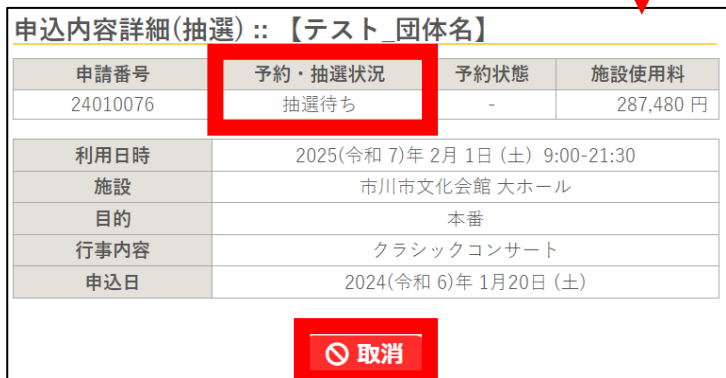 申込内容詳細(抽選) :: 【テスト_団体名】
申請番号 予約・抽選状況 予約状態 施設使用料
24010076 抽選待ち - 287,480 円
利用日時 2025(令和 7)年 2月 1日 (土) 9:00-21:30
施設 市川市文化会館 大ホール
目的 本番
行事内容 クラシックコンサート
申込日 2024(令和 6)年 1月20日 (土)
取消